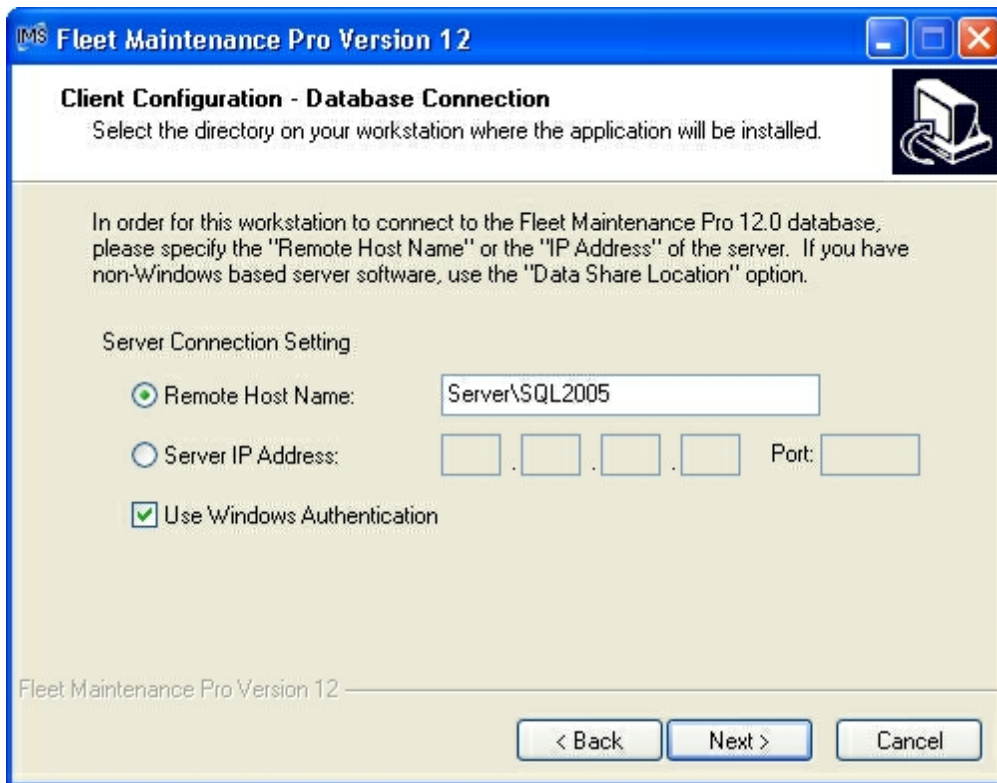 IMS Fleet Maintenance Pro Version 12
Client Configuration - Database Connection
Select the directory on your workstation where the application will be installed.
In order for this workstation to connect to the Fleet Maintenance Pro 12.0 database,
please specify the "Remote Host Name" or the "IP Address" of the server. If you have
non-Windows based server software, use the "Data Share Location" option.
Server Connection Setting
Remote Host Name: Server\SQL2005
Server IP Address: . . . Port:
Use Windows Authentication
Fleet Maintenance Pro Version 12
< Back Next > Cancel